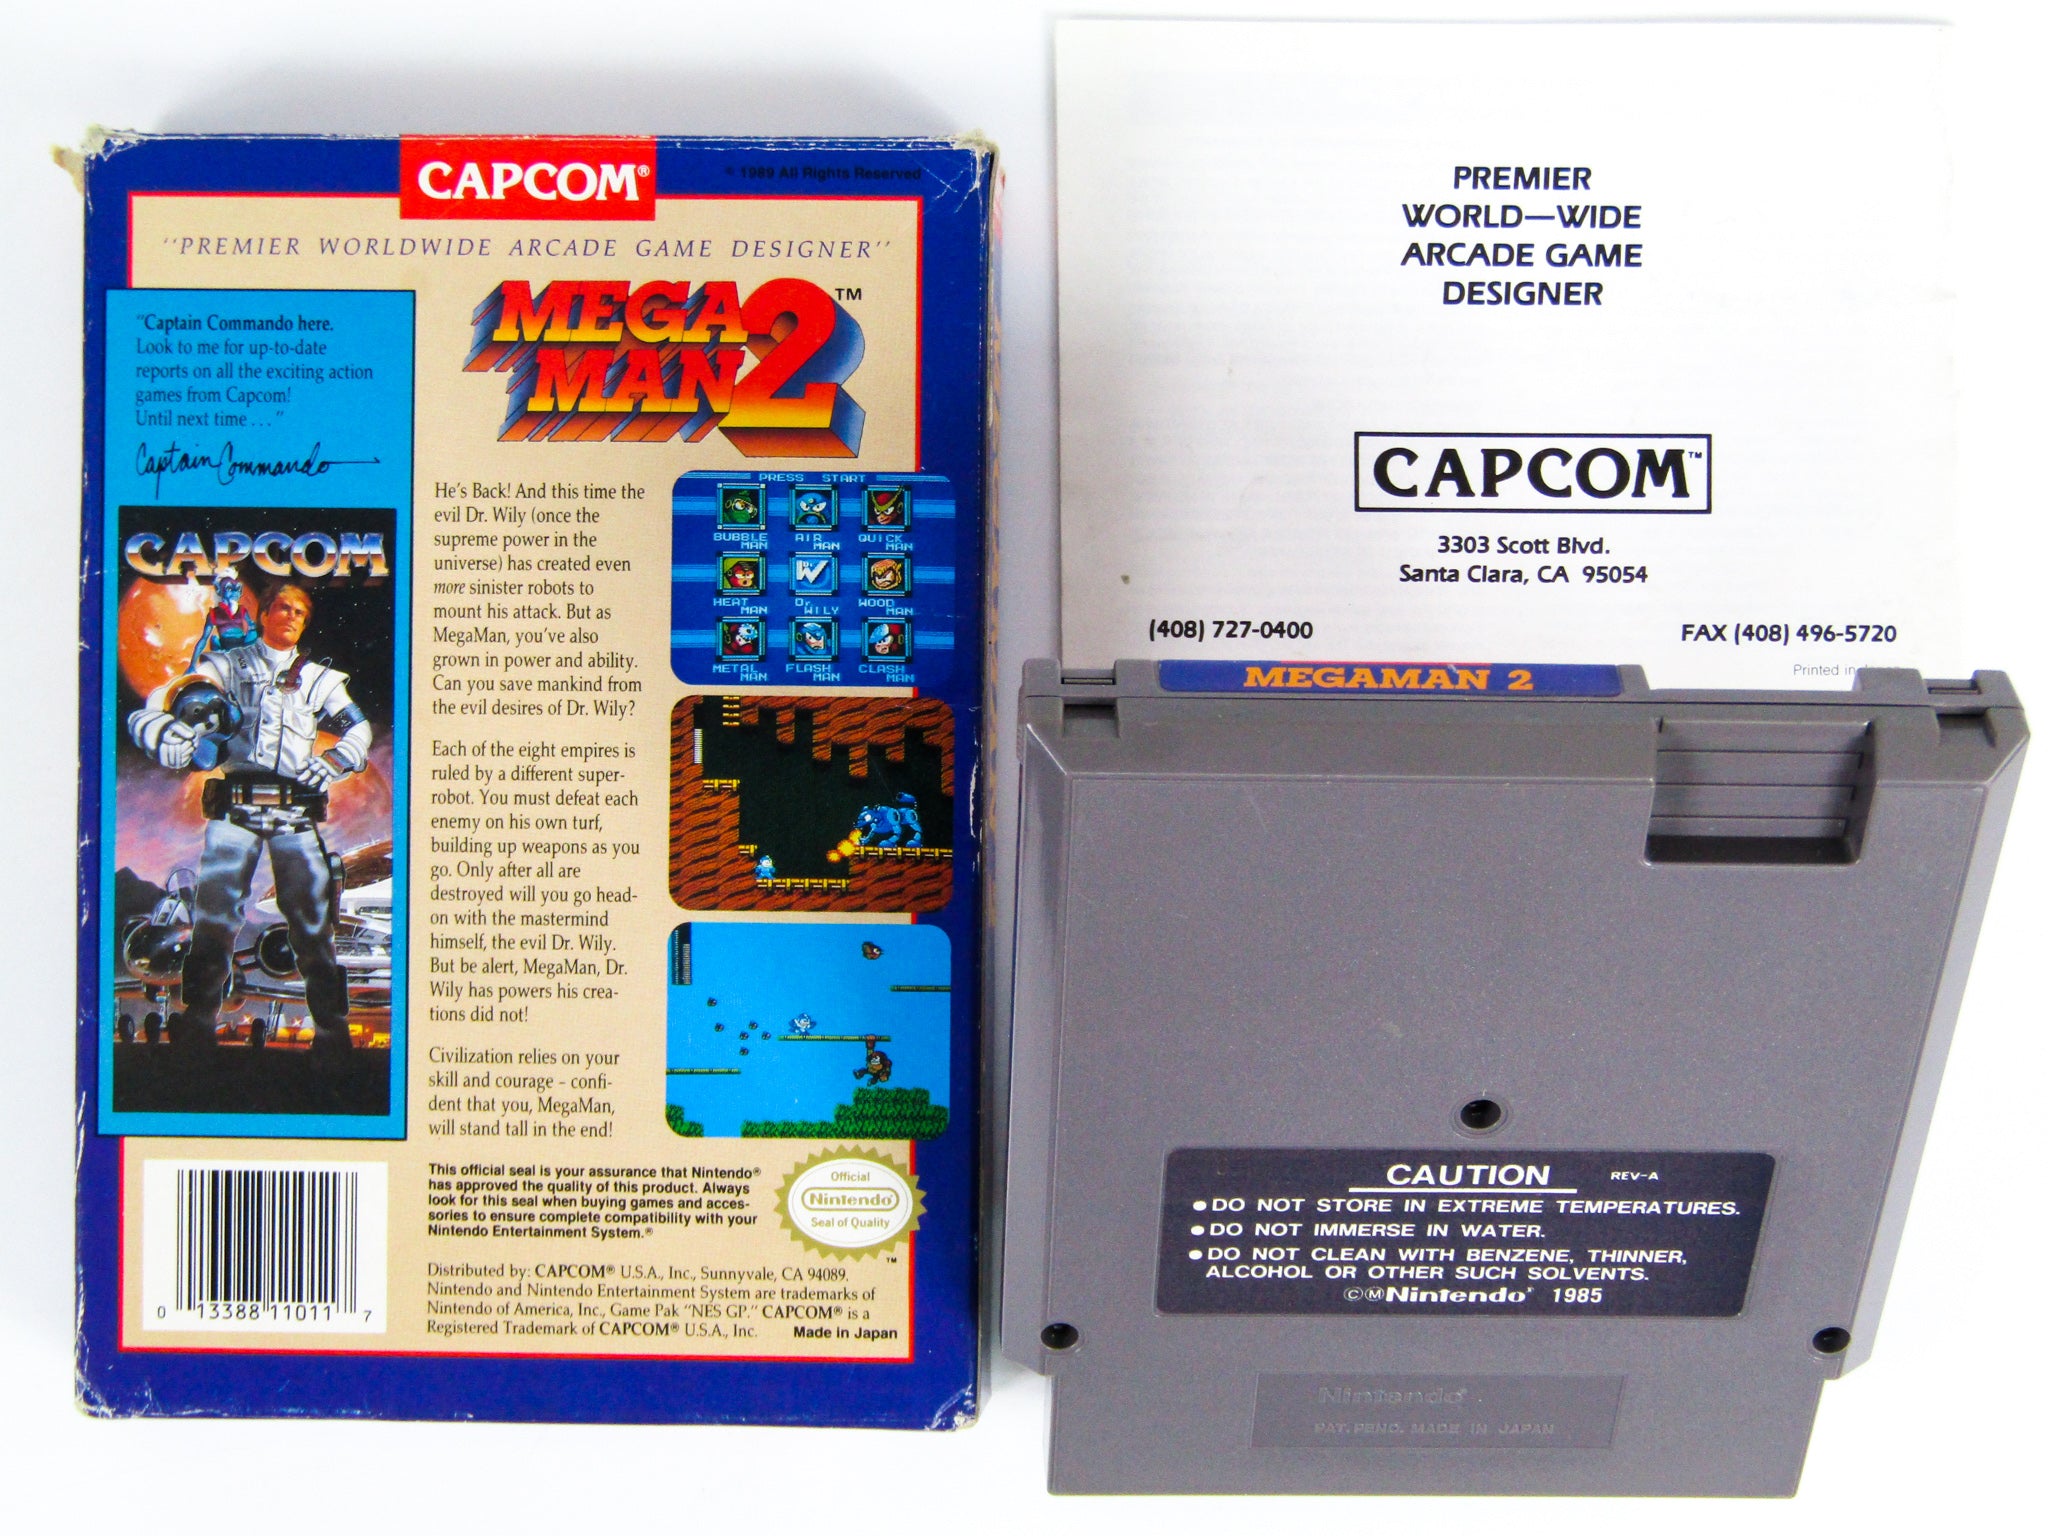 CAPCOM®
© 1989 All Rights Reserved
"PREMIER WORLDWIDE ARCADE GAME DESIGNER"
"Captain Commando here.
Look to me for up-to-date
reports on all the exciting action
games from Capcom!
Until next time . . ."
Captain Commando
CAPCOM
MEGA
MAN 2™
He's Back! And this time the
evil Dr. Wily (once the
supreme power in the
universe) has created even
more sinister robots to
mount his attack. But as
MegaMan, you've also
grown in power and ability.
Can you save mankind from
the evil desires of Dr. Wily?
Each of the eight empires is
ruled by a different super-
robot. You must defeat each
enemy on his own turf,
building up weapons as you
go. Only after all are
destroyed will you go head-
on with the mastermind
himself, the evil Dr. Wily.
But be alert, MegaMan, Dr.
Wily has powers his crea-
tions did not!
Civilization relies on your
skill and courage – confi-
dent that you, MegaMan,
will stand tall in the end!
PRESS START
BUBBLE MAN AIR MAN QUICK MAN
HEAT MAN Dr. WILY WOOD MAN
METAL MAN FLASH MAN CLASH MAN
This official seal is your assurance that Nintendo®
has approved the quality of this product. Always
look for this seal when buying games and acces-
sories to ensure complete compatibility with your
Nintendo Entertainment System.®
Official
Nintendo®
Seal of Quality
™
Distributed by: CAPCOM® U.S.A., Inc., Sunnyvale, CA 94089.
Nintendo and Nintendo Entertainment System are trademarks of
Nintendo of America, Inc., Game Pak "NES GP." CAPCOM® is a
Registered Trademark of CAPCOM® U.S.A., Inc. Made in Japan
0 13388 11011 7
PREMIER
WORLD—WIDE
ARCADE GAME
DESIGNER
CAPCOM™
3303 Scott Blvd.
Santa Clara, CA 95054
(408) 727-0400 FAX (408) 496-5720
Printed in
MEGAMAN 2
CAUTION REV-A
●DO NOT STORE IN EXTREME TEMPERATURES.
●DO NOT IMMERSE IN WATER.
●DO NOT CLEAN WITH BENZENE, THINNER,
ALCOHOL OR OTHER SUCH SOLVENTS.
©ⓂNintendo® 1985
Nintendo®
PAT. PEND. MADE IN JAPAN